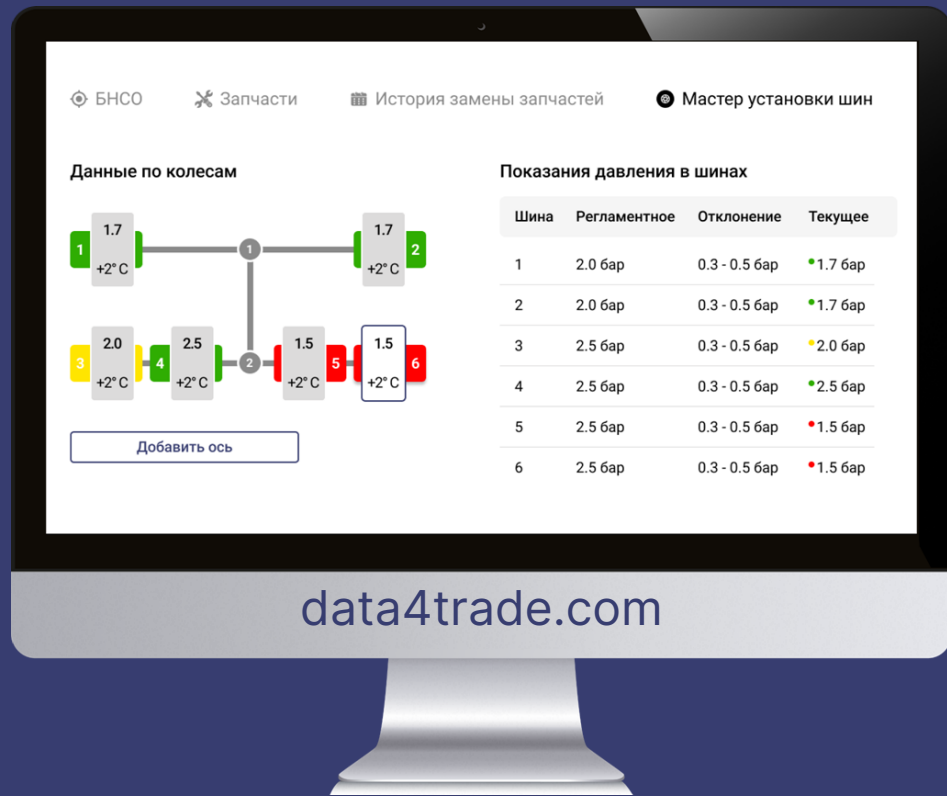 БНСО Запчасти История замены запчастей Мастер установки шин
Данные по колесам
1.7 1.7
1 1 2
+2° C +2° C
2.0 2.5 1.5 1.5
3 4 2 5 6
+2° C +2° C +2° C +2° C
Добавить ось
Показания давления в шинах
Шина Регламентное Отклонение Текущее
1 2.0 бар 0.3 - 0.5 бар 1.7 бар
2 2.0 бар 0.3 - 0.5 бар 1.7 бар
3 2.5 бар 0.3 - 0.5 бар 2.0 бар
4 2.5 бар 0.3 - 0.5 бар 2.5 бар
5 2.5 бар 0.3 - 0.5 бар 1.5 бар
6 2.5 бар 0.3 - 0.5 бар 1.5 бар
data4trade.com